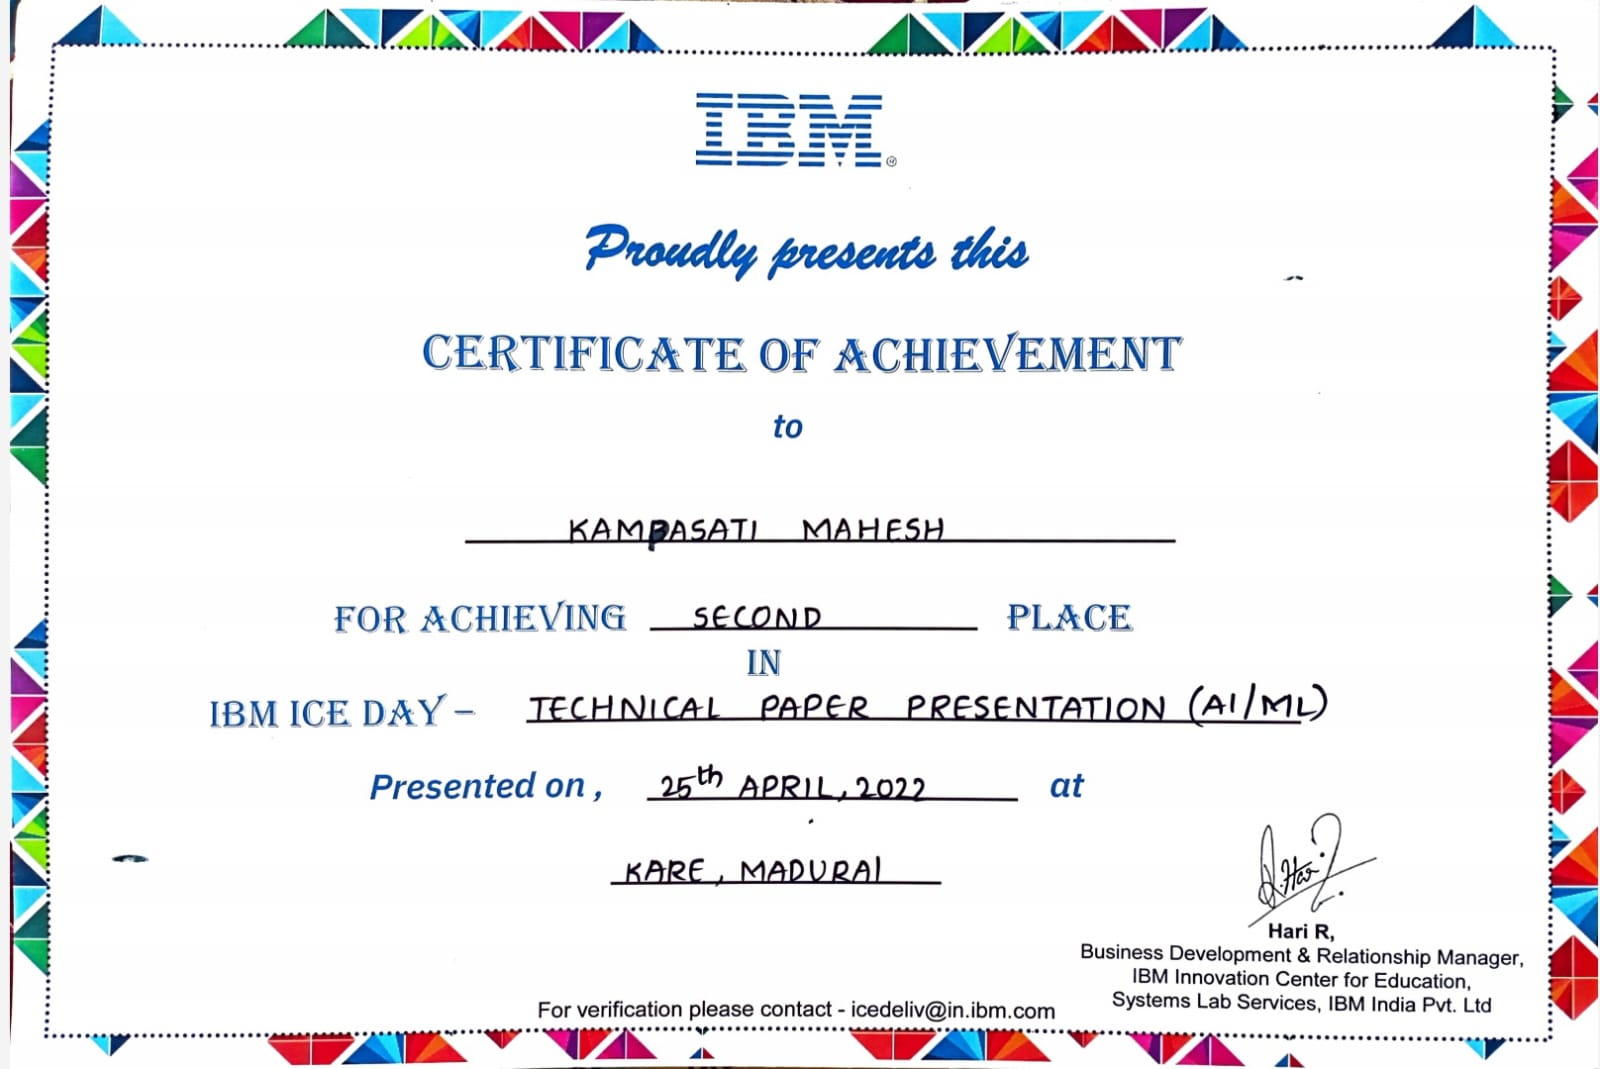 IBM®
Proudly presents this
CERTIFICATE OF ACHIEVEMENT
to
KAMPASATI MAHESH
FOR ACHIEVING SECOND PLACE
IN
IBM ICE DAY – TECHNICAL PAPER PRESENTATION (AI/ML)
Presented on , 25th APRIL, 2022 at
KARE, MADURAI
R.Hari
Hari R,
Business Development & Relationship Manager,
IBM Innovation Center for Education,
Systems Lab Services, IBM India Pvt. Ltd
For verification please contact - icedeliv@in.ibm.com